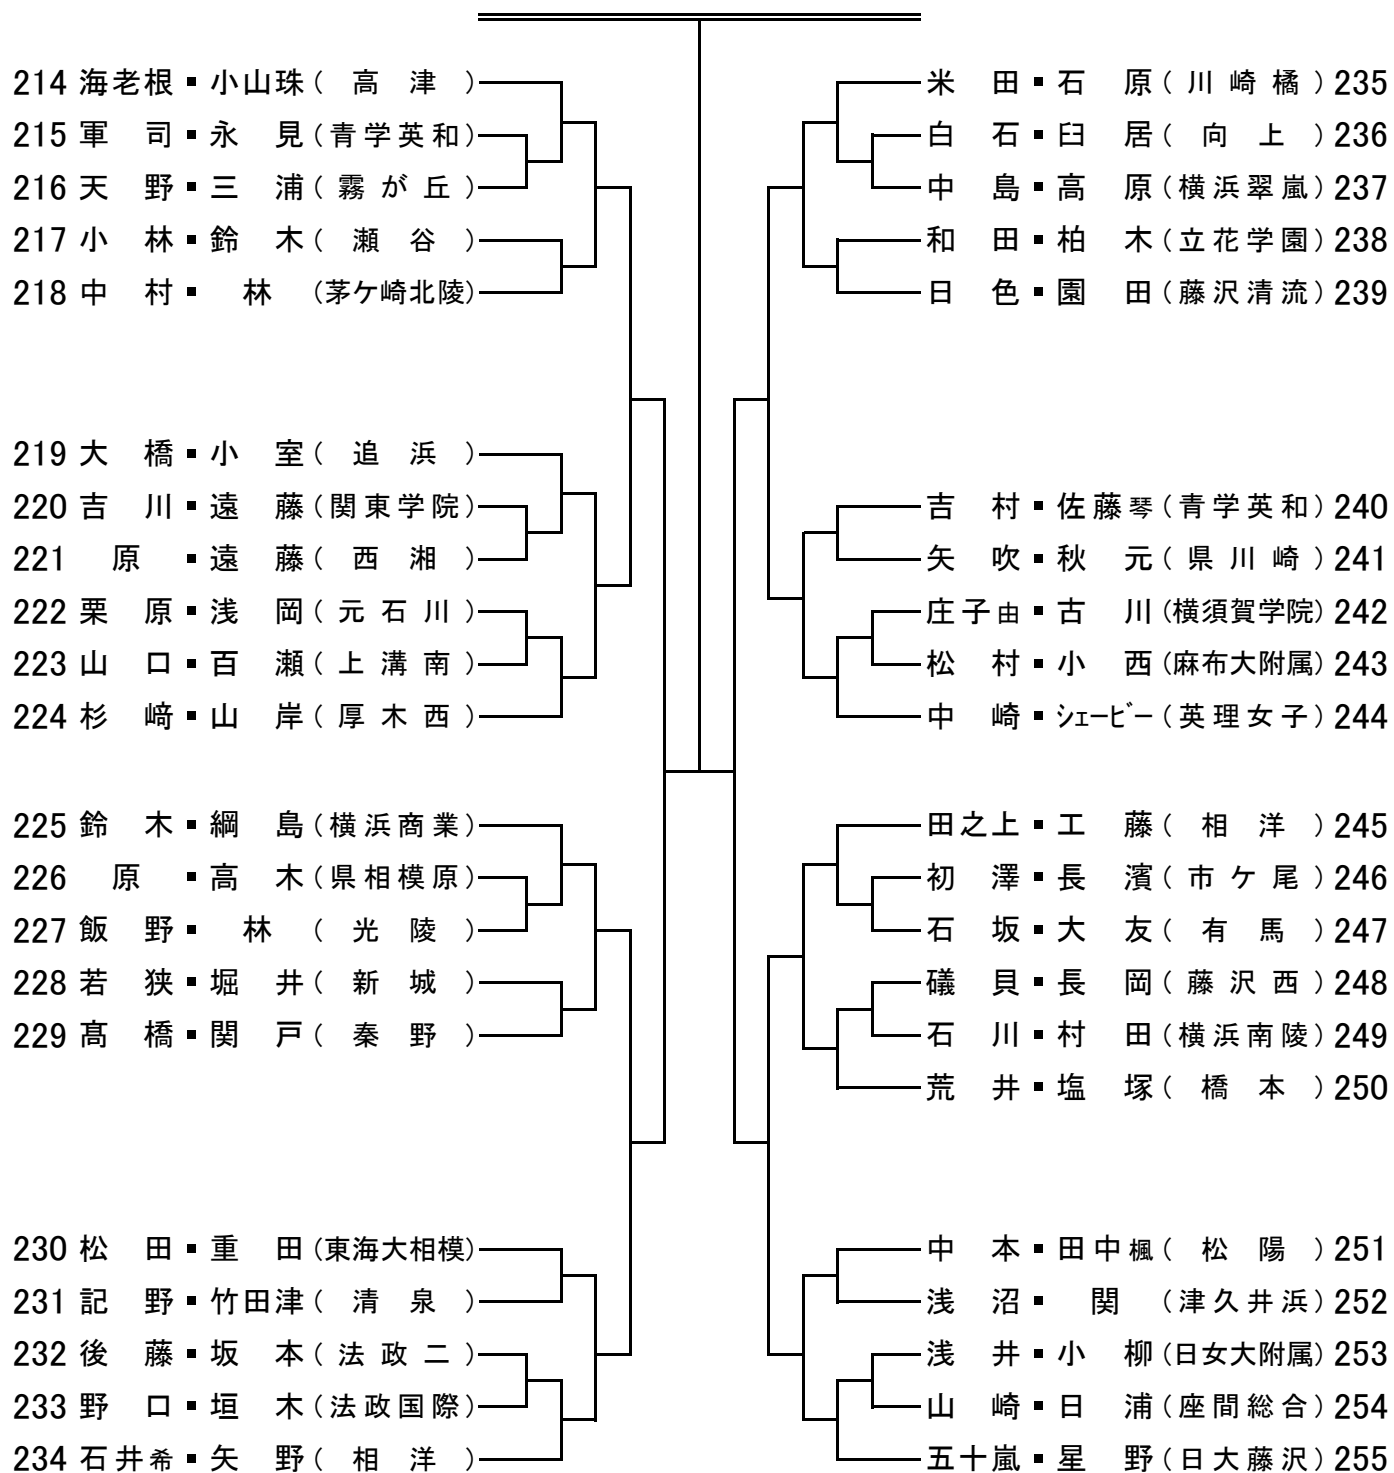 214 海老根・小山珠（高津）
215 軍司・永見（青学英和）
216 天野・三浦（霧が丘）
217 小林・鈴木（瀬谷）
218 中村・林（茅ケ崎北陵）
219 大橋・小室（追浜）
220 吉川・遠藤（関東学院）
221 原・遠藤（西湘）
222 栗原・浅岡（元石川）
223 山口・百瀬（上溝南）
224 杉﨑・山岸（厚木西）
225 鈴木・綱島（横浜商業）
226 原・高木（県相模原）
227 飯野・林（光陵）
228 若狭・堀井（新城）
229 髙橋・関戸（秦野）
230 松田・重田（東海大相模）
231 記野・竹田津（清泉）
232 後藤・坂本（法政二）
233 野口・垣木（法政国際）
234 石井希・矢野（相洋）
米田・石原（川崎橘）235
白石・臼居（向上）236
中島・高原（横浜翠嵐）237
和田・柏木（立花学園）238
日色・園田（藤沢清流）239
吉村・佐藤琴（青学英和）240
矢吹・秋元（県川崎）241
庄子由・古川（横須賀学院）242
松村・小西（麻布大附属）243
中崎・シェービー（英理女子）244
田之上・工藤（相洋）245
初澤・長濱（市ケ尾）246
石坂・大友（有馬）247
礒貝・長岡（藤沢西）248
石川・村田（横浜南陵）249
荒井・塩塚（橋本）250
中本・田中楓（松陽）251
浅沼・関（津久井浜）252
浅井・小柳（日女大附属）253
山崎・日浦（座間総合）254
五十嵐・星野（日大藤沢）255